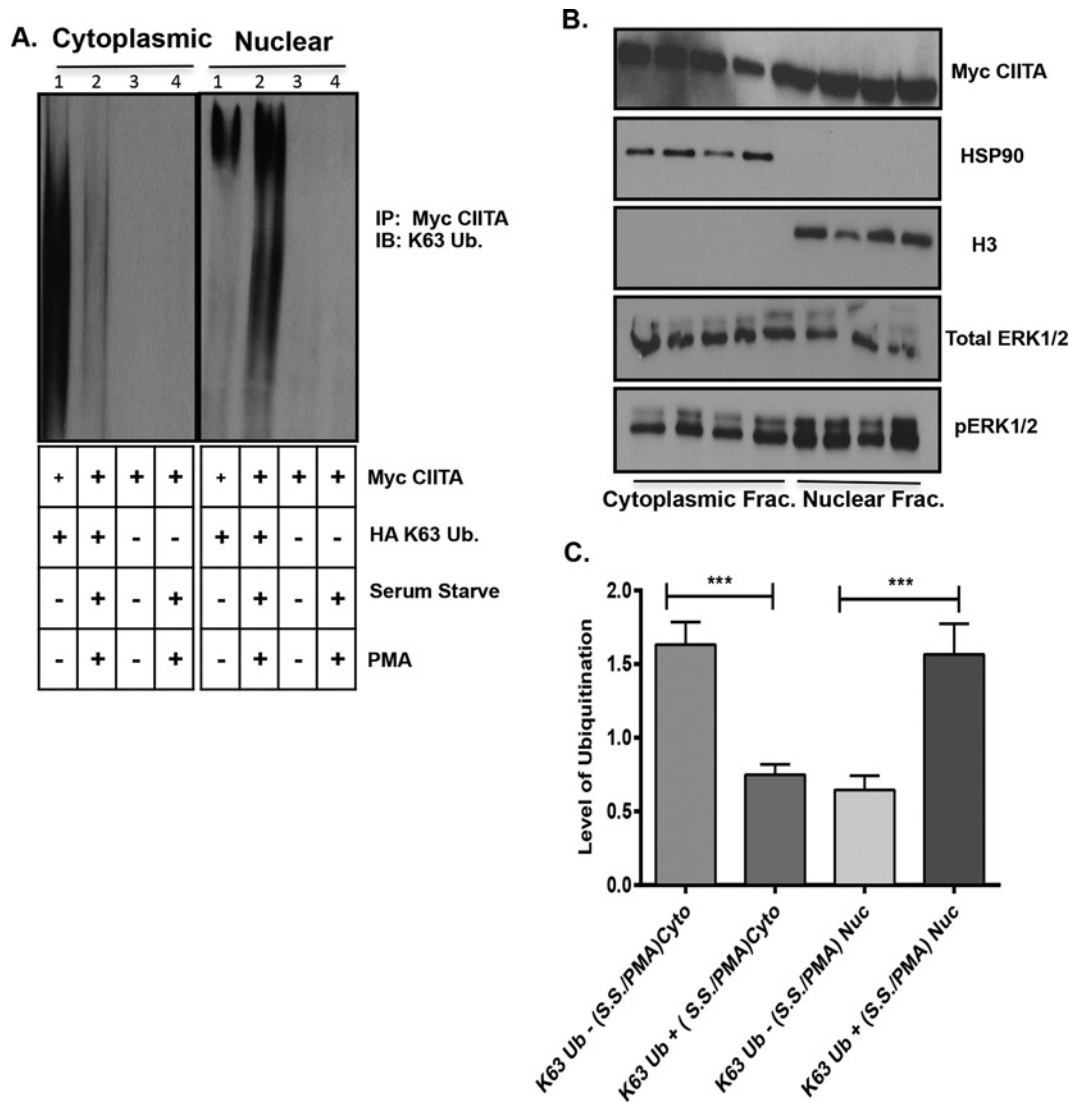 A.
Cytoplasmic Nuclear
1 2 3 4 1 2 3 4
IP: Myc CIITA
IB: K63 Ub.
+ + + + + + + + Myc CIITA
+ + - - + + - - HA K63 Ub.
- + - + - + - + Serum Starve
- + - + - + - + PMA
B.
Myc CIITA
HSP90
H3
Total ERK1/2
pERK1/2
Cytoplasmic Frac. Nuclear Frac.
C.
*** ***
Level of Ubiquitination
2.0
1.5
1.0
0.5
0.0
K63 Ub - (S.S./PMA)Cyto
K63 Ub + ( S.S./PMA)Cyto
K63 Ub - (S.S./PMA) Nuc
K63 Ub + (S.S./PMA) Nuc